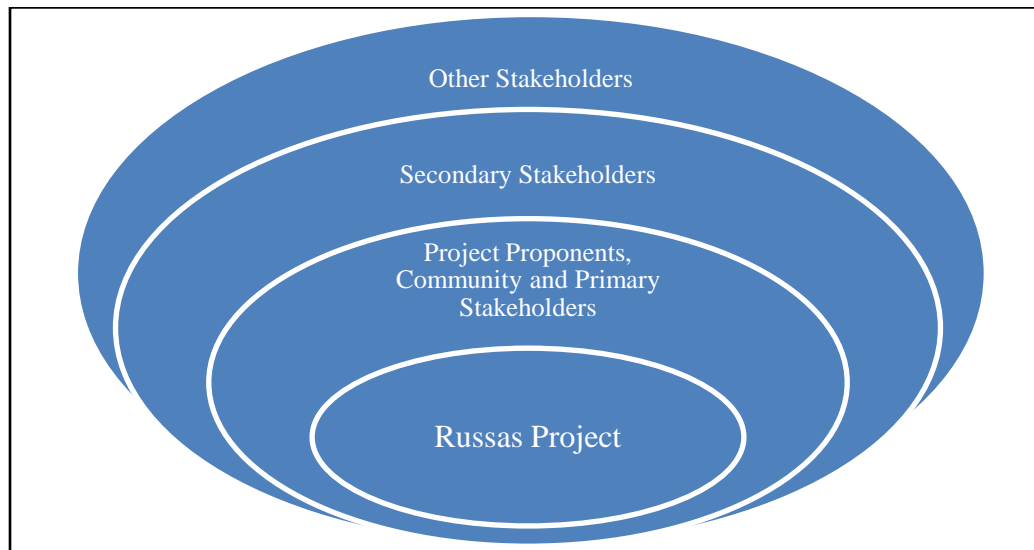 Other Stakeholders
Secondary Stakeholders
Project Proponents,
Community and Primary
Stakeholders
Russas Project